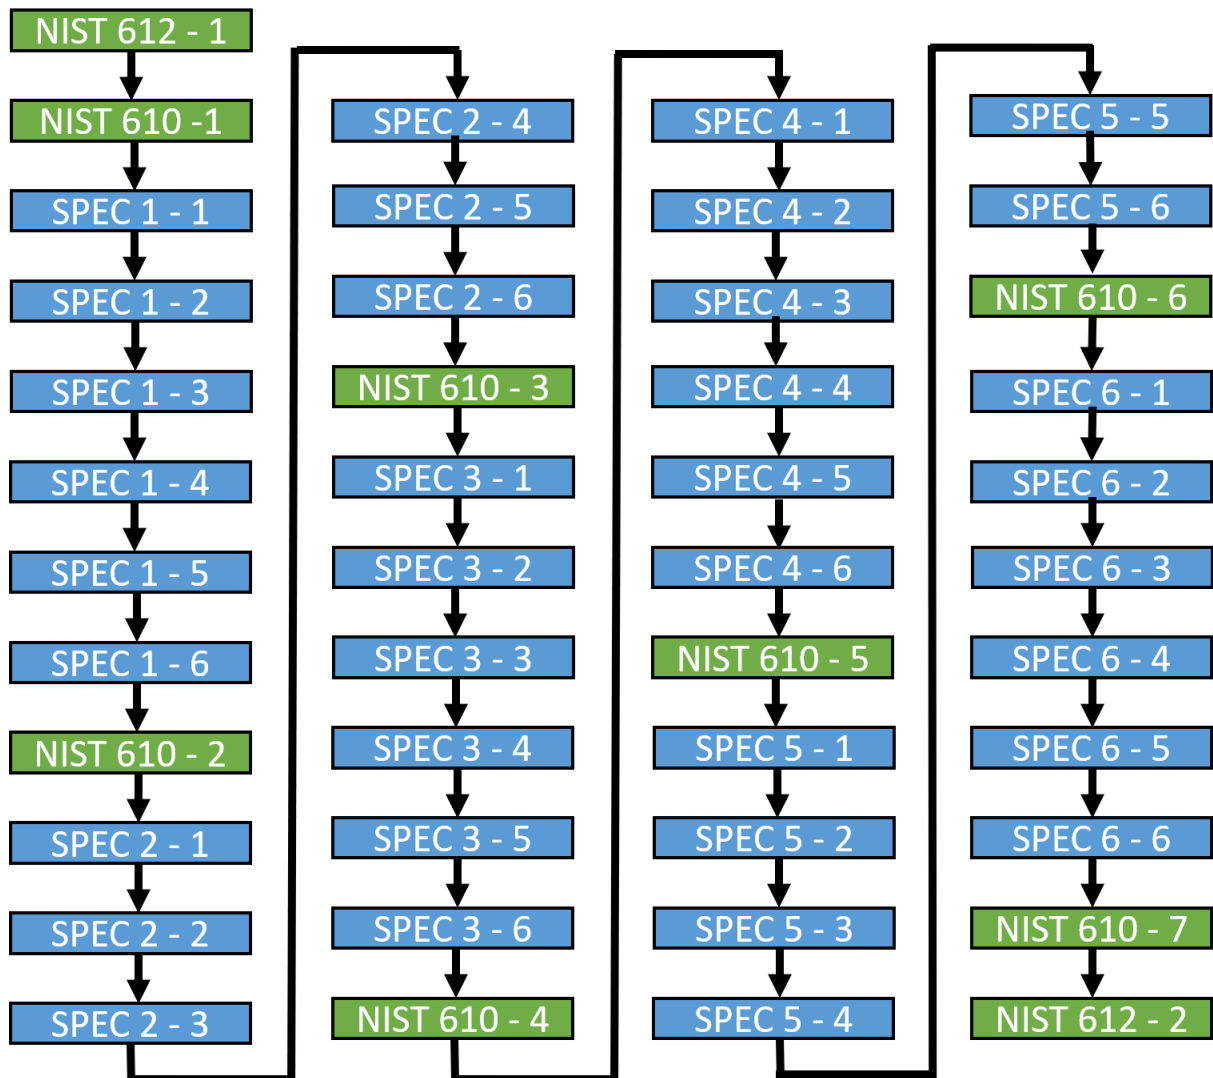 NIST 612 - 1
NIST 610 -1
SPEC 1 - 1
SPEC 1 - 2
SPEC 1 - 3
SPEC 1 - 4
SPEC 1 - 5
SPEC 1 - 6
NIST 610 - 2
SPEC 2 - 1
SPEC 2 - 2
SPEC 2 - 3
SPEC 2 - 4
SPEC 2 - 5
SPEC 2 - 6
NIST 610 - 3
SPEC 3 - 1
SPEC 3 - 2
SPEC 3 - 3
SPEC 3 - 4
SPEC 3 - 5
SPEC 3 - 6
NIST 610 - 4
SPEC 4 - 1
SPEC 4 - 2
SPEC 4 - 3
SPEC 4 - 4
SPEC 4 - 5
SPEC 4 - 6
NIST 610 - 5
SPEC 5 - 1
SPEC 5 - 2
SPEC 5 - 3
SPEC 5 - 4
SPEC 5 - 5
SPEC 5 - 6
NIST 610 - 6
SPEC 6 - 1
SPEC 6 - 2
SPEC 6 - 3
SPEC 6 - 4
SPEC 6 - 5
SPEC 6 - 6
NIST 610 - 7
NIST 612 - 2